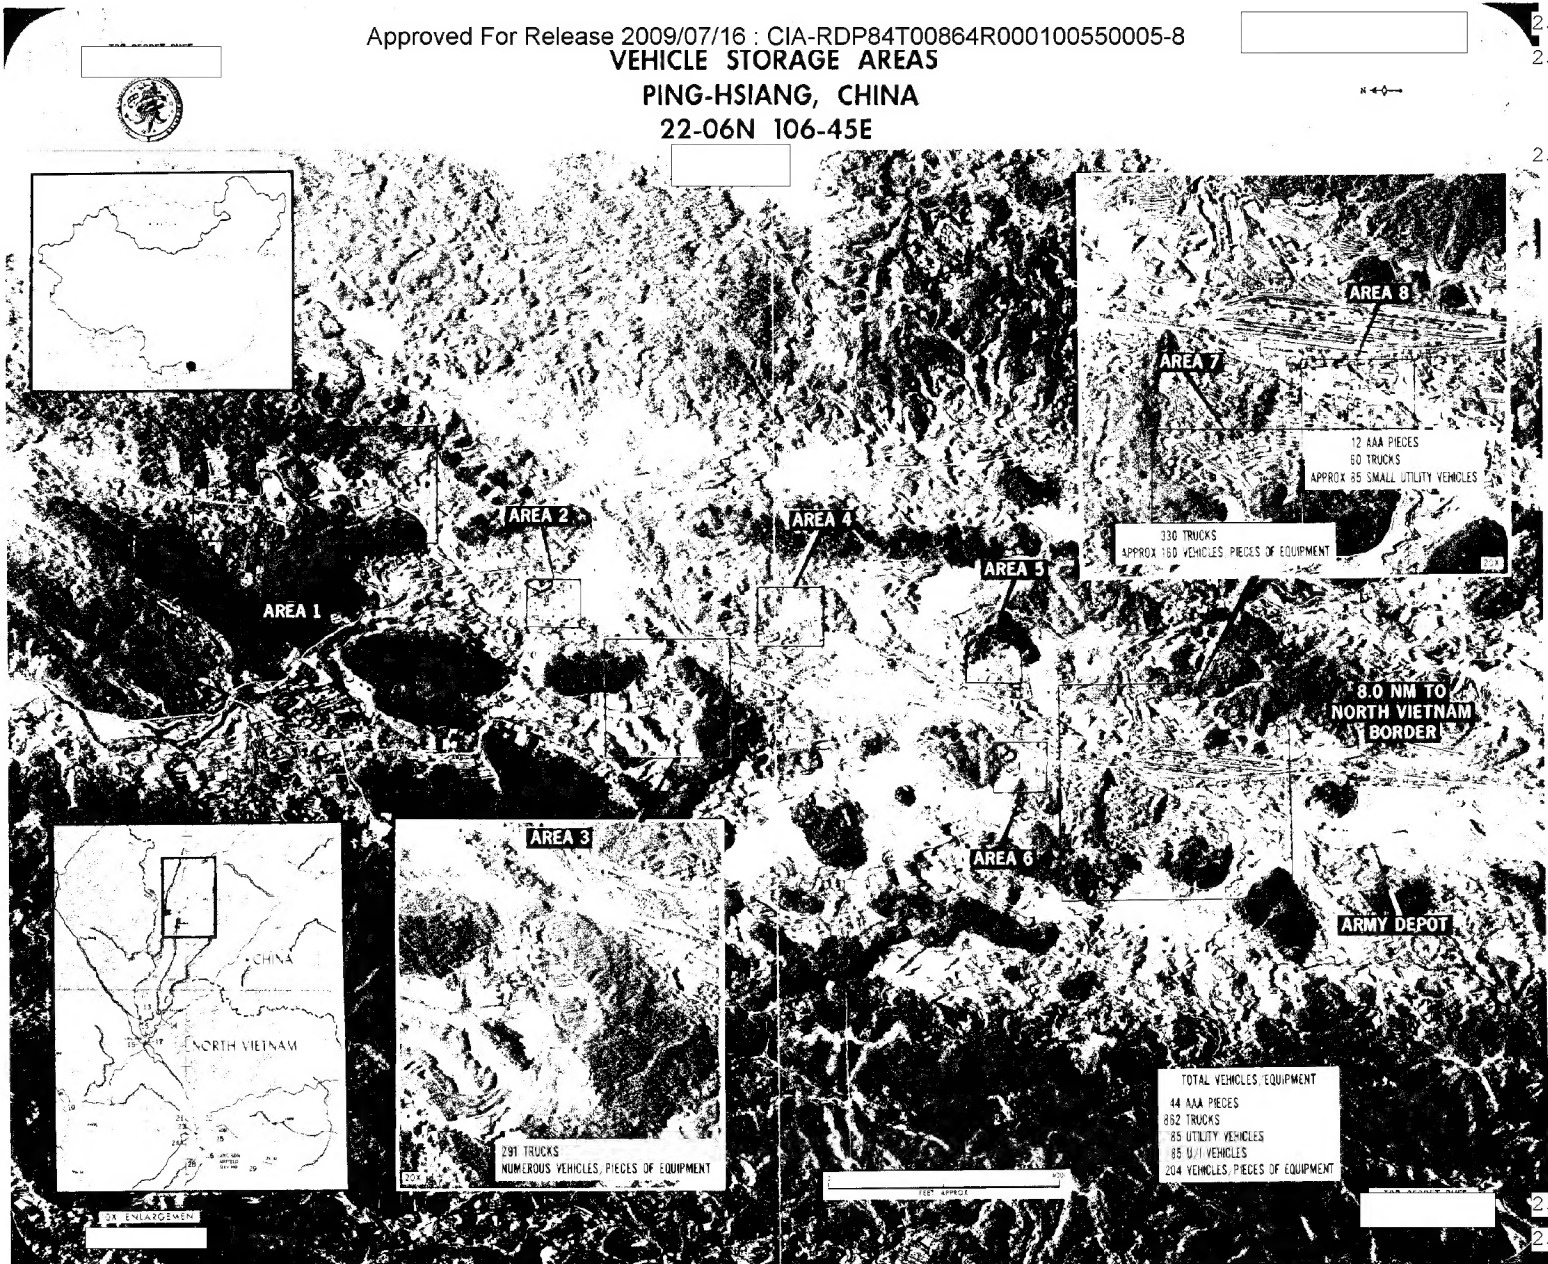 Approved For Release 2009/07/16 : CIA-RDP84T00864R000100550005-8
VEHICLE STORAGE AREAS
PING-HSIANG, CHINA
22-06N 106-45E
N
AREA 8
AREA 7
12 AAA PIECES
60 TRUCKS
APPROX 85 SMALL UTILITY VEHICLES
330 TRUCKS
APPROX 160 VEHICLES, PIECES OF EQUIPMENT
AREA 2
AREA 4
AREA 5
AREA 1
8.0 NM TO
NORTH VIETNAM
BORDER
AREA 3
AREA 6
ARMY DEPOT
CHINA
NORTH VIETNAM
291 TRUCKS
NUMEROUS VEHICLES, PIECES OF EQUIPMENT
20X
TOTAL VEHICLES/EQUIPMENT
44 AAA PIECES
862 TRUCKS
85 UTILITY VEHICLES
85 U/I VEHICLES
204 VEHICLES, PIECES OF EQUIPMENT
FEET APPROX